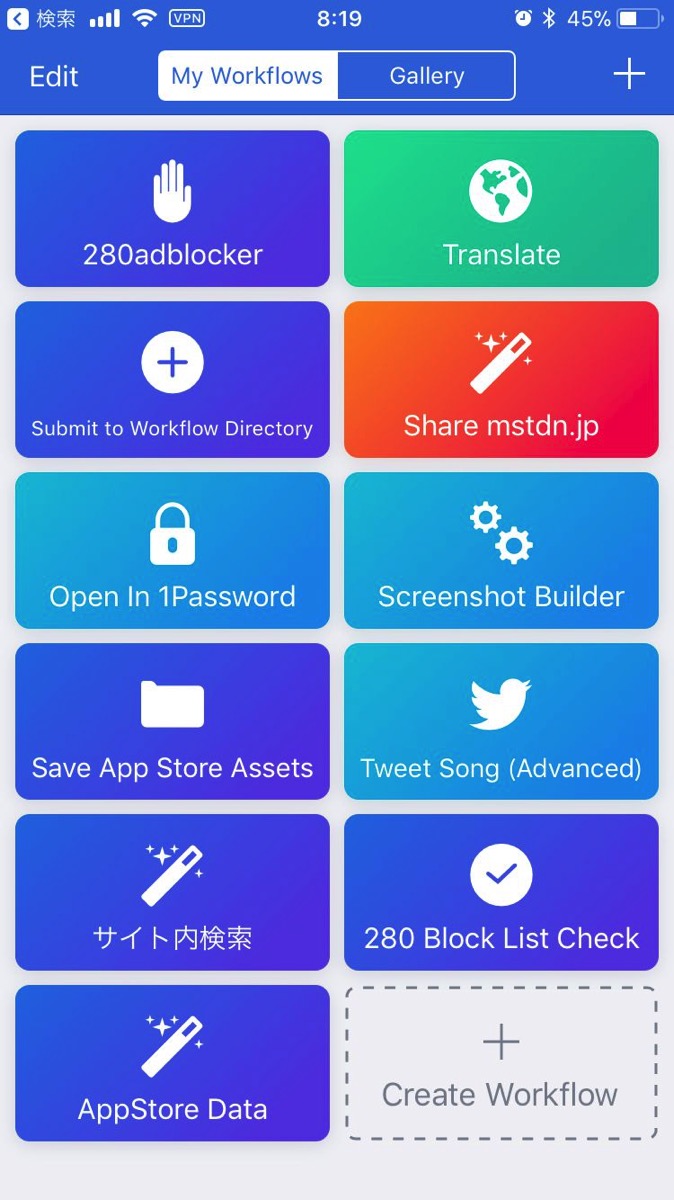 検索 VPN 8:19 45%
Edit My Workflows Gallery
280adblocker
Translate
Submit to Workflow Directory
Share mstdn.jp
Open In 1Password
Screenshot Builder
Save App Store Assets
Tweet Song (Advanced)
サイト内検索
280 Block List Check
AppStore Data
Create Workflow